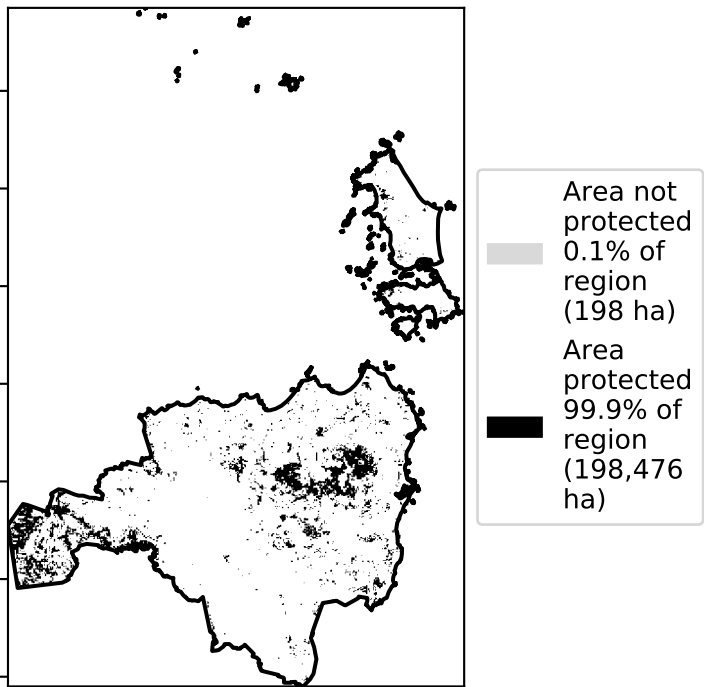 Area not
protected
0.1% of
region
(198 ha)
Area
protected
99.9% of
region
(198,476
ha)